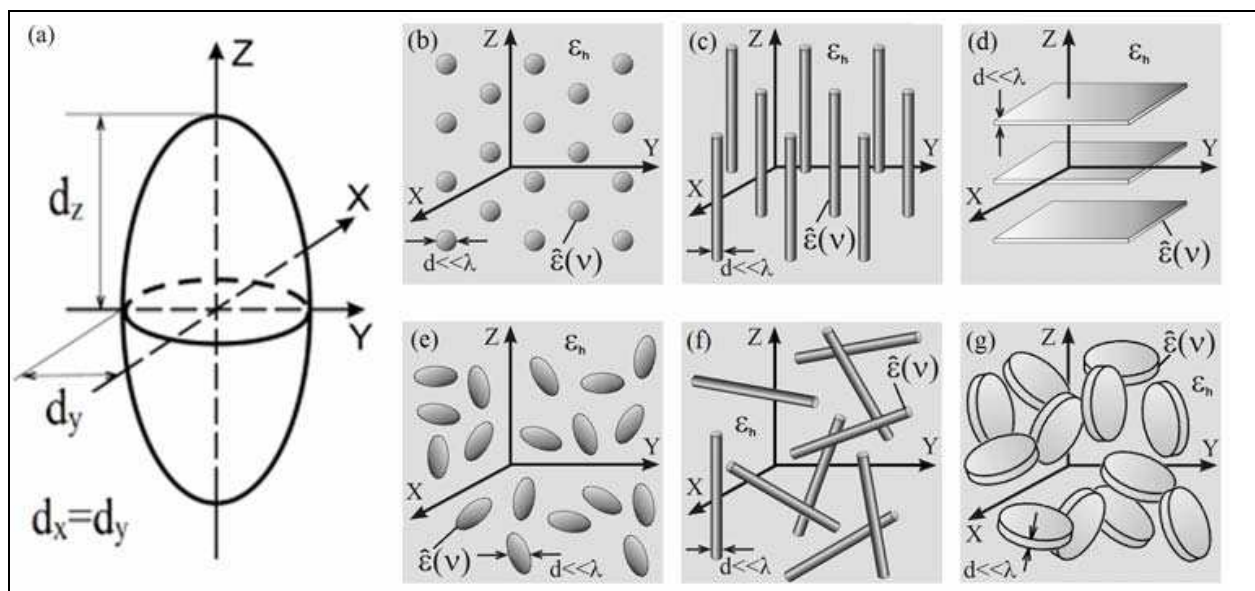 (a)
Z
X
Y
d_z
d_y
d_x=d_y
(b)
Z
ε_h
Y
X
d<<λ
ε̂(ν)
(c)
Z
ε_h
Y
X
ε̂(ν)
d<<λ
(d)
Z
ε_h
d<<λ
Y
X
ε̂(ν)
(e)
Z
ε_h
Y
X
ε̂(ν)
d<<λ
(f)
Z
ε̂(ν)
ε_h
Y
X
d<<λ
(g)
Z
ε̂(ν)
ε_h
Y
X
d<<λ